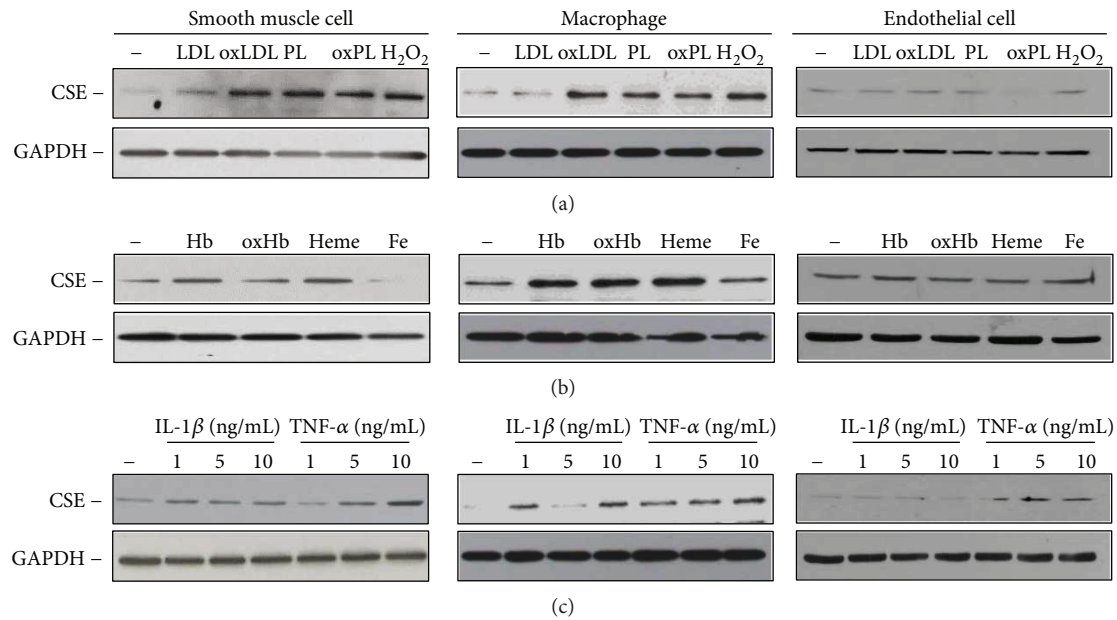 Smooth muscle cell Macrophage Endothelial cell
– LDL oxLDL PL oxPL H₂O₂ – LDL oxLDL PL oxPL H₂O₂ – LDL oxLDL PL oxPL H₂O₂
CSE –
GAPDH –
(a)
– Hb oxHb Heme Fe – Hb oxHb Heme Fe – Hb oxHb Heme Fe
CSE –
GAPDH –
(b)
IL-1β (ng/mL) TNF-α (ng/mL) IL-1β (ng/mL) TNF-α (ng/mL) IL-1β (ng/mL) TNF-α (ng/mL)
– 1 5 10 1 5 10 – 1 5 10 1 5 10 – 1 5 10 1 5 10
CSE –
GAPDH –
(c)